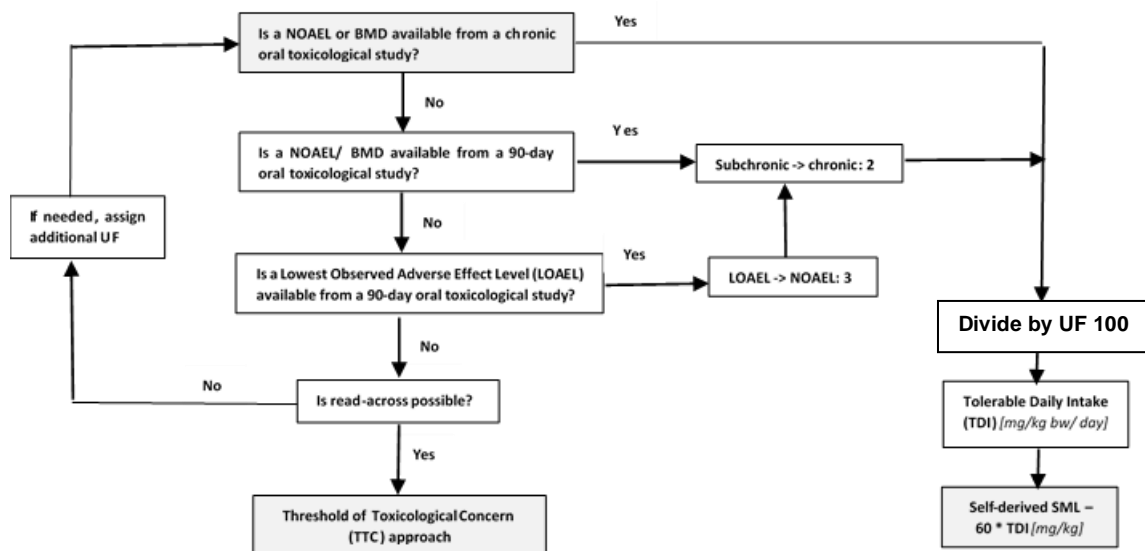 Is a NOAEL or BMD available from a chronic
oral toxicological study?
Yes
No
Is a NOAEL/ BMD available from a 90-day
oral toxicological study?
Y es
Subchronic -> chronic: 2
If needed, assign
additional UF
No
Is a Lowest Observed Adverse Effect Level (LOAEL)
available from a 90-day oral toxicological study?
Yes
LOAEL -> NOAEL: 3
Divide by UF 100
No
No
Is read-across possible?
Tolerable Daily Intake
(TDI) [mg/kg bw/ day]
Yes
Threshold of Toxicological Concern
(TTC) approach
Self-derived SML –
60 * TDI [mg/kg]